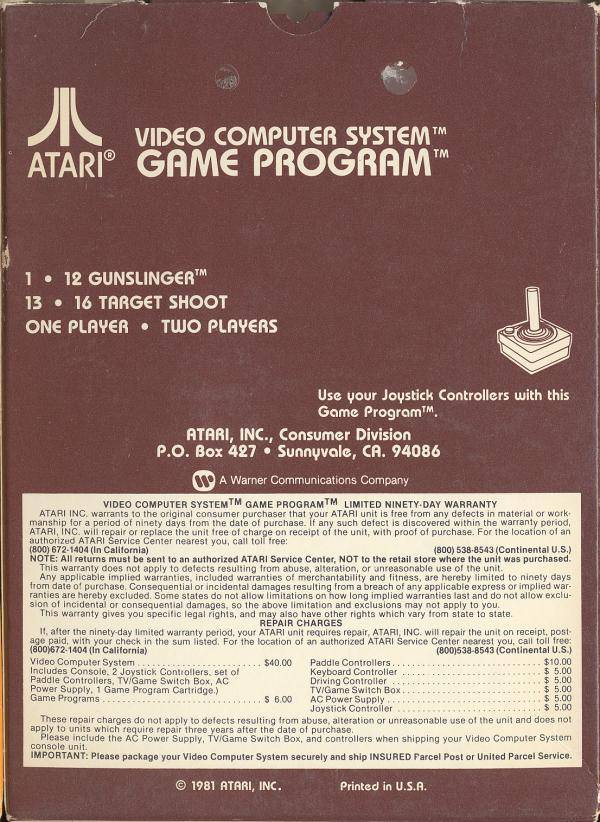 VIDEO COMPUTER SYSTEM™
ATARI® GAME PROGRAM™
1 • 12 GUNSLINGER™
13 • 16 TARGET SHOOT
ONE PLAYER • TWO PLAYERS
Use your Joystick Controllers with this
Game Program™.
ATARI, INC., Consumer Division
P.O. Box 427 • Sunnyvale, CA. 94086
A Warner Communications Company
VIDEO COMPUTER SYSTEM™ GAME PROGRAM™ LIMITED NINETY-DAY WARRANTY
ATARI INC. warrants to the original consumer purchaser that your ATARI unit is free from any defects in material or work-
manship for a period of ninety days from the date of purchase. If any such defect is discovered within the warranty period,
ATARI, INC. will repair or replace the unit free of charge on receipt of the unit, with proof of purchase. For the location of an
authorized ATARI Service Center nearest you, call toll free:
(800) 672-1404 (In California) (800) 538-8543 (Continental U.S.)
NOTE: All returns must be sent to an authorized ATARI Service Center, NOT to the retail store where the unit was purchased.
This warranty does not apply to defects resulting from abuse, alteration, or unreasonable use of the unit.
Any applicable implied warranties, included warranties of merchantability and fitness, are hereby limited to ninety days
from date of purchase. Consequential or incidental damages resulting from a breach of any applicable express or implied war-
ranties are hereby excluded. Some states do not allow limitations on how long implied warranties last and do not allow exclu-
sion of incidental or consequential damages, so the above limitation and exclusions may not apply to you.
This warranty gives you specific legal rights, and may also have other rights which vary from state to state.
REPAIR CHARGES
If, after the ninety-day limited warranty period, your ATARI unit requires repair, ATARI, INC. will repair the unit on receipt, post-
age paid, with your check in the sum listed. For the location of an authorized ATARI Service Center nearest you, call toll free:
(800)672-1404 (In California) (800)538-8543 (Continental U.S.)
Video Computer System . . . . . . . . . . . . . . . . . . $40.00
Includes Console, 2 Joystick Controllers, set of
Paddle Controllers, TV/Game Switch Box, AC
Power Supply, 1 Game Program Cartridge.)
Game Programs . . . . . . . . . . . . . . . . . . . . . . . $ 6.00
Paddle Controllers . . . . . . . . . . . . . . . . . . . . . $10.00
Keyboard Controller . . . . . . . . . . . . . . . . . . . . $ 5.00
Driving Controller . . . . . . . . . . . . . . . . . . . . . $ 5.00
TV/Game Switch Box . . . . . . . . . . . . . . . . . . . $ 5.00
AC Power Supply . . . . . . . . . . . . . . . . . . . . . . $ 5.00
Joystick Controller . . . . . . . . . . . . . . . . . . . . . $ 5.00
These repair charges do not apply to defects resulting from abuse, alteration or unreasonable use of the unit and does not
apply to units which require repair three years after the date of purchase.
Please include the AC Power Supply, TV/Game Switch Box, and controllers when shipping your Video Computer System
console unit.
IMPORTANT: Please package your Video Computer System securely and ship INSURED Parcel Post or United Parcel Service.
© 1981 ATARI, INC. Printed in U.S.A.